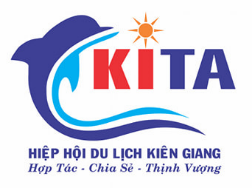 KITA
HIỆP HỘI DU LỊCH KIÊN GIANG
Hợp Tác - Chia Sẻ - Thịnh Vượng